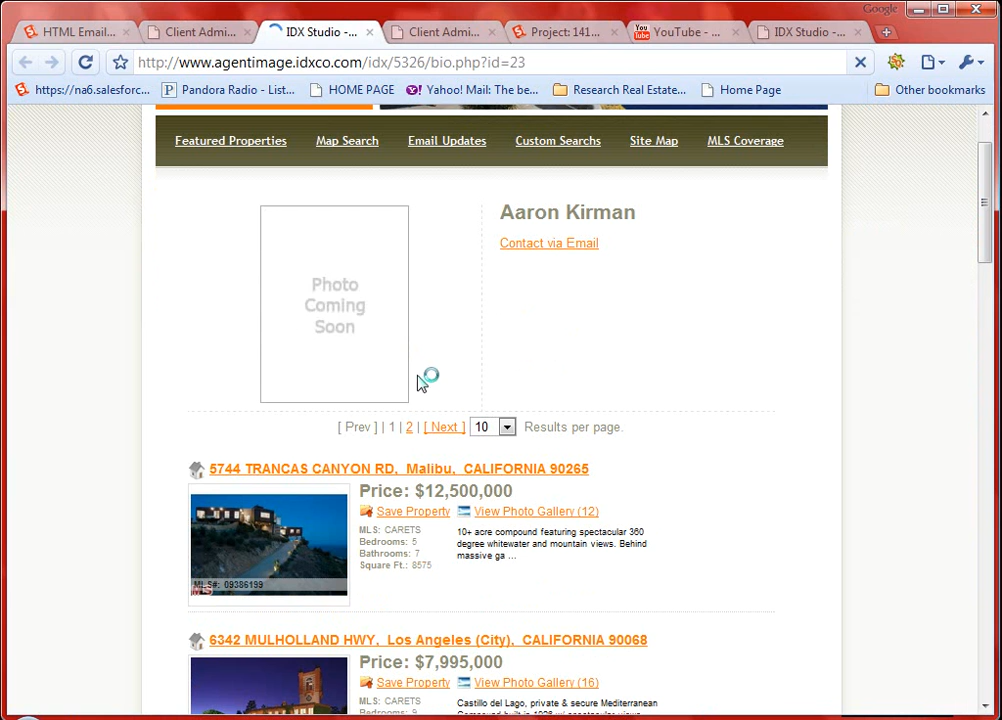 Google
HTML Email...
Client Admi...
IDX Studio -...
Client Admi...
Project: 141...
YouTube - ...
IDX Studio -...
http://www.agentimage.idxco.com/idx/5326/bio.php?id=23
https://na6.salesforc...
Pandora Radio - List...
HOME PAGE
Yahoo! Mail: The be...
Research Real Estate...
Home Page
Other bookmarks
Featured Properties
Map Search
Email Updates
Custom Searches
Site Map
MLS Coverage
Photo
Coming
Soon
Aaron Kirman
Contact via Email
[ Prev ] | 1 | 2 | [ Next ] 10 Results per page.
5744 TRANCAS CANYON RD, Malibu, CALIFORNIA 90265
MLS#: 09386199
Price: $12,500,000
Save Property View Photo Gallery (12)
MLS: CARETS
Bedrooms: 5
Bathrooms: 7
Square Ft.: 8575
10+ acre compound featuring spectacular 360
degree whitewater and mountain views. Behind
massive ga ...
6342 MULHOLLAND HWY, Los Angeles (City), CALIFORNIA 90068
Price: $7,995,000
Save Property View Photo Gallery (16)
MLS: CARETS
Bedrooms: 9
Castillo del Lago, private & secure Mediterranean